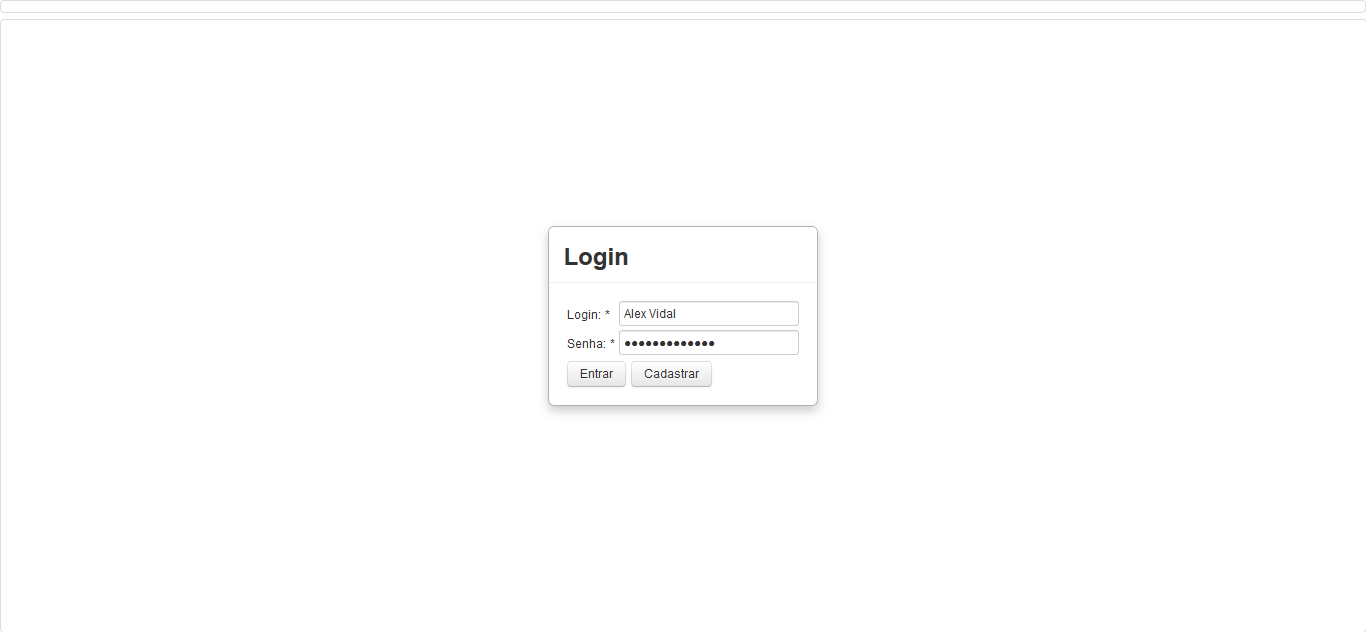 Login
Login: * Alex Vidal
Senha: * •••••••••••••
Entrar Cadastrar